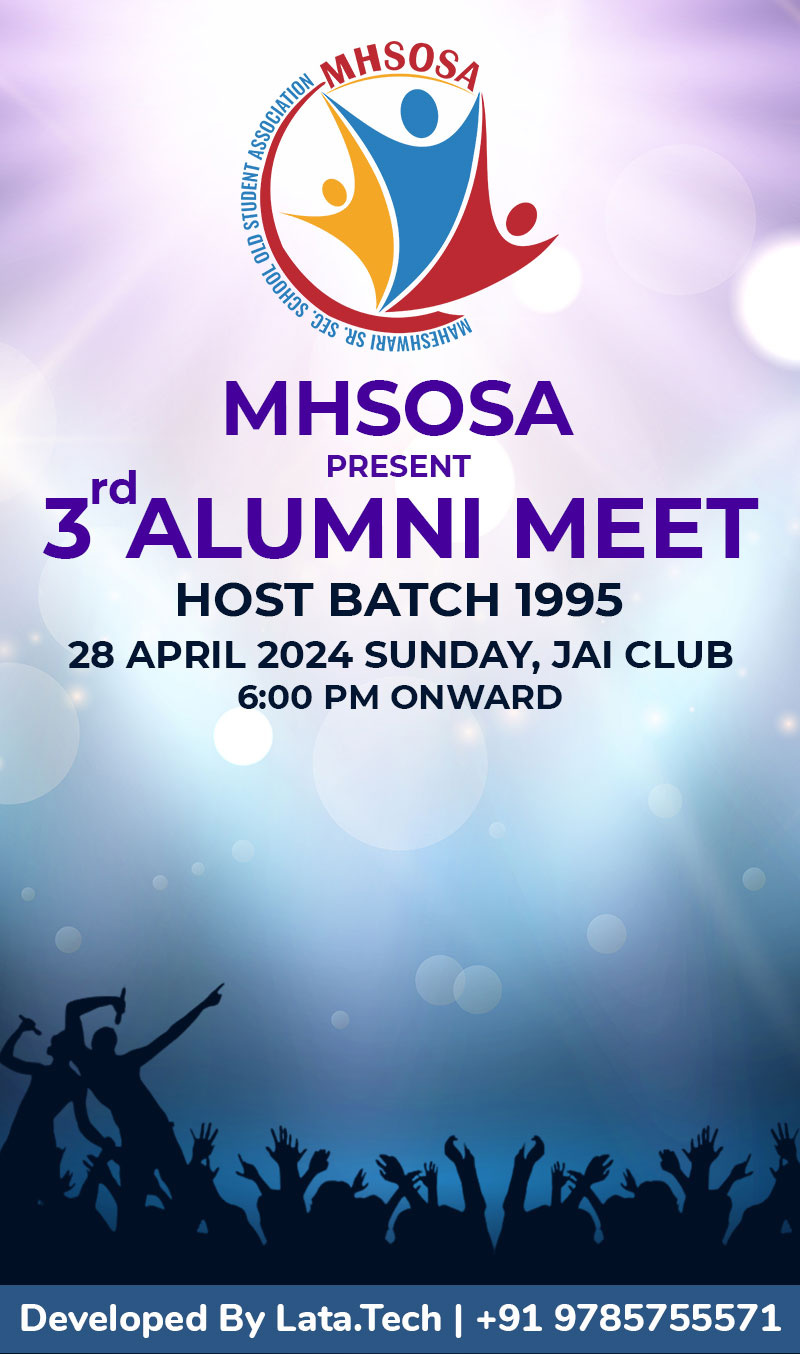 MHSOSA
MAHESHWARI SR. SEC. SCHOOL OLD STUDENT ASSOCIATION
MHSOSA
PRESENT
3rd ALUMNI MEET
HOST BATCH 1995
28 APRIL 2024 SUNDAY, JAI CLUB
6:00 PM ONWARD
Developed By Lata.Tech | +91 9785755571